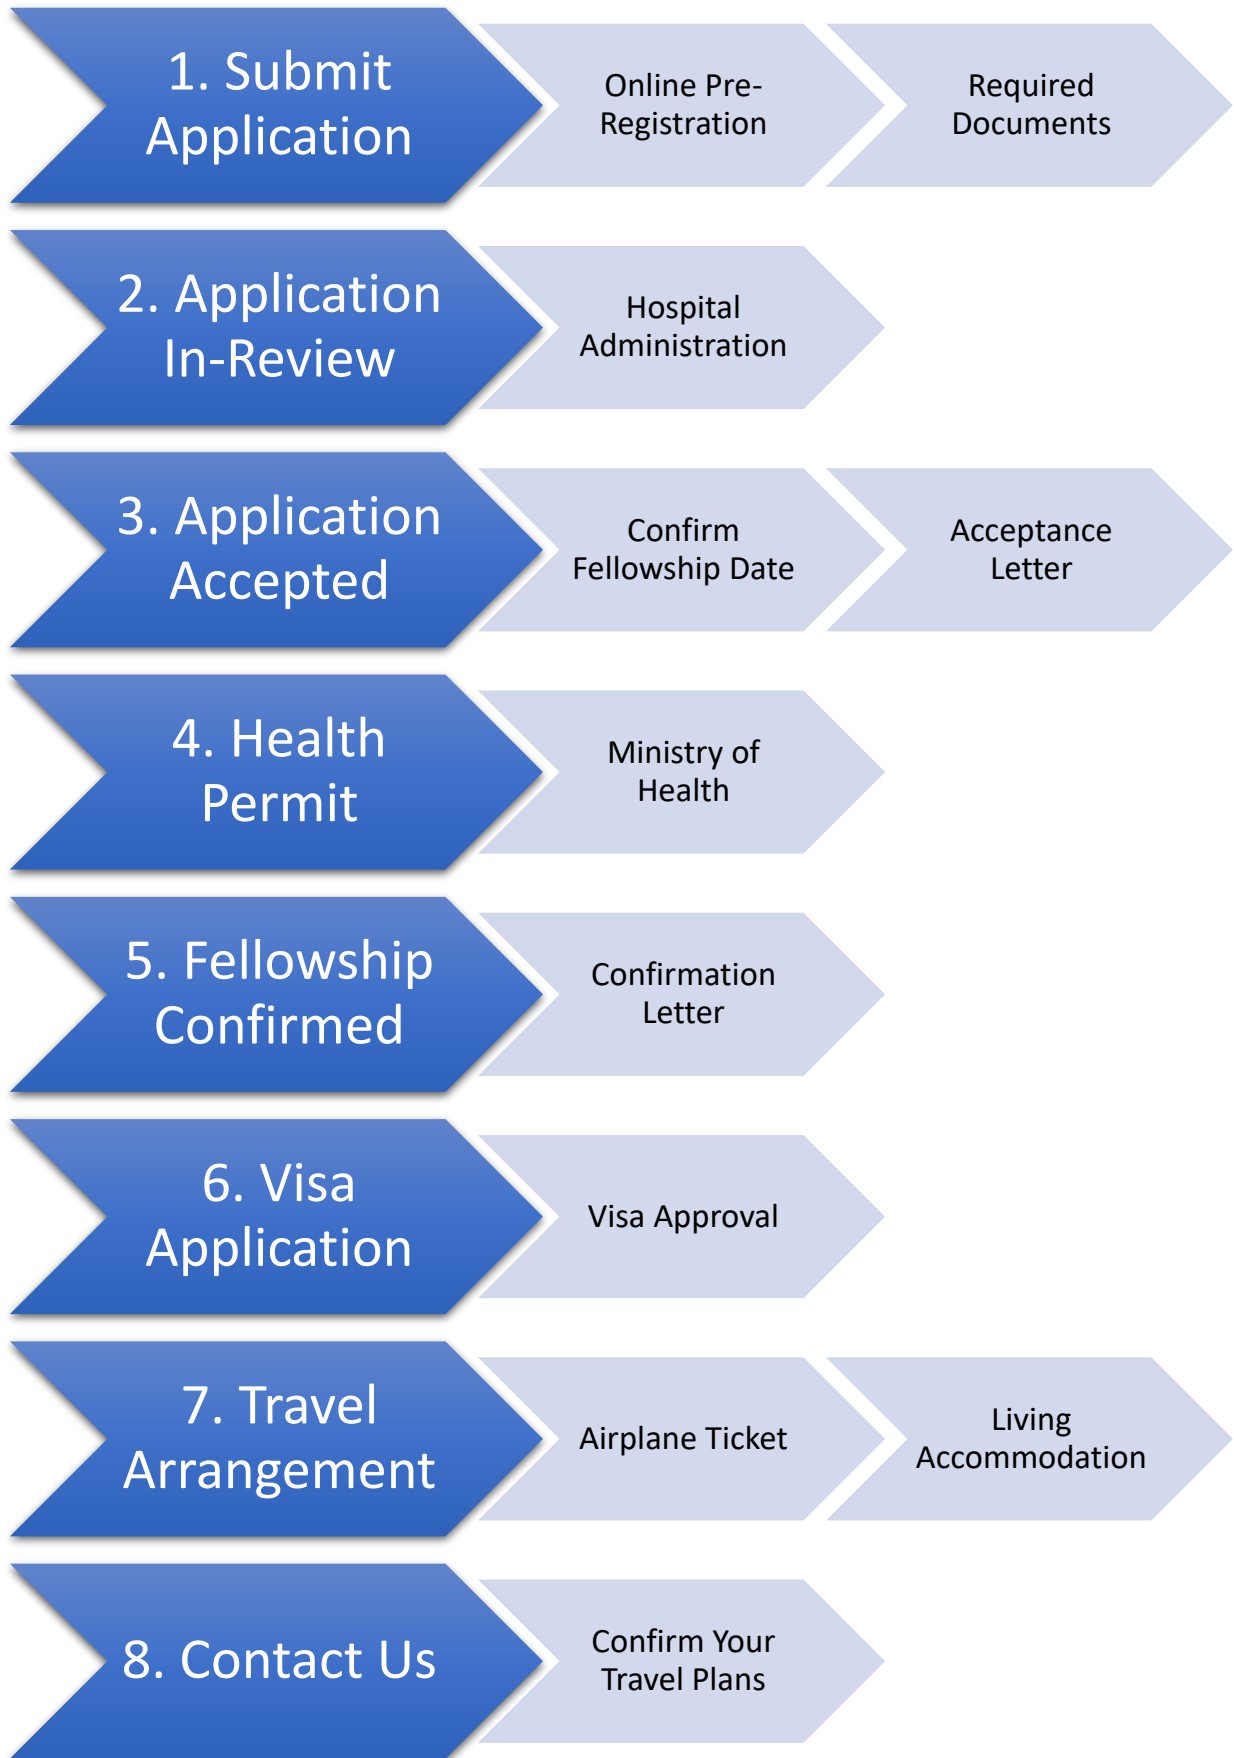 1. Submit
Application
Online Pre-
Registration
Required
Documents
2. Application
In-Review
Hospital
Administration
3. Application
Accepted
Confirm
Fellowship Date
Acceptance
Letter
4. Health
Permit
Ministry of
Health
5. Fellowship
Confirmed
Confirmation
Letter
6. Visa
Application
Visa Approval
7. Travel
Arrangement
Airplane Ticket
Living
Accommodation
8. Contact Us
Confirm Your
Travel Plans